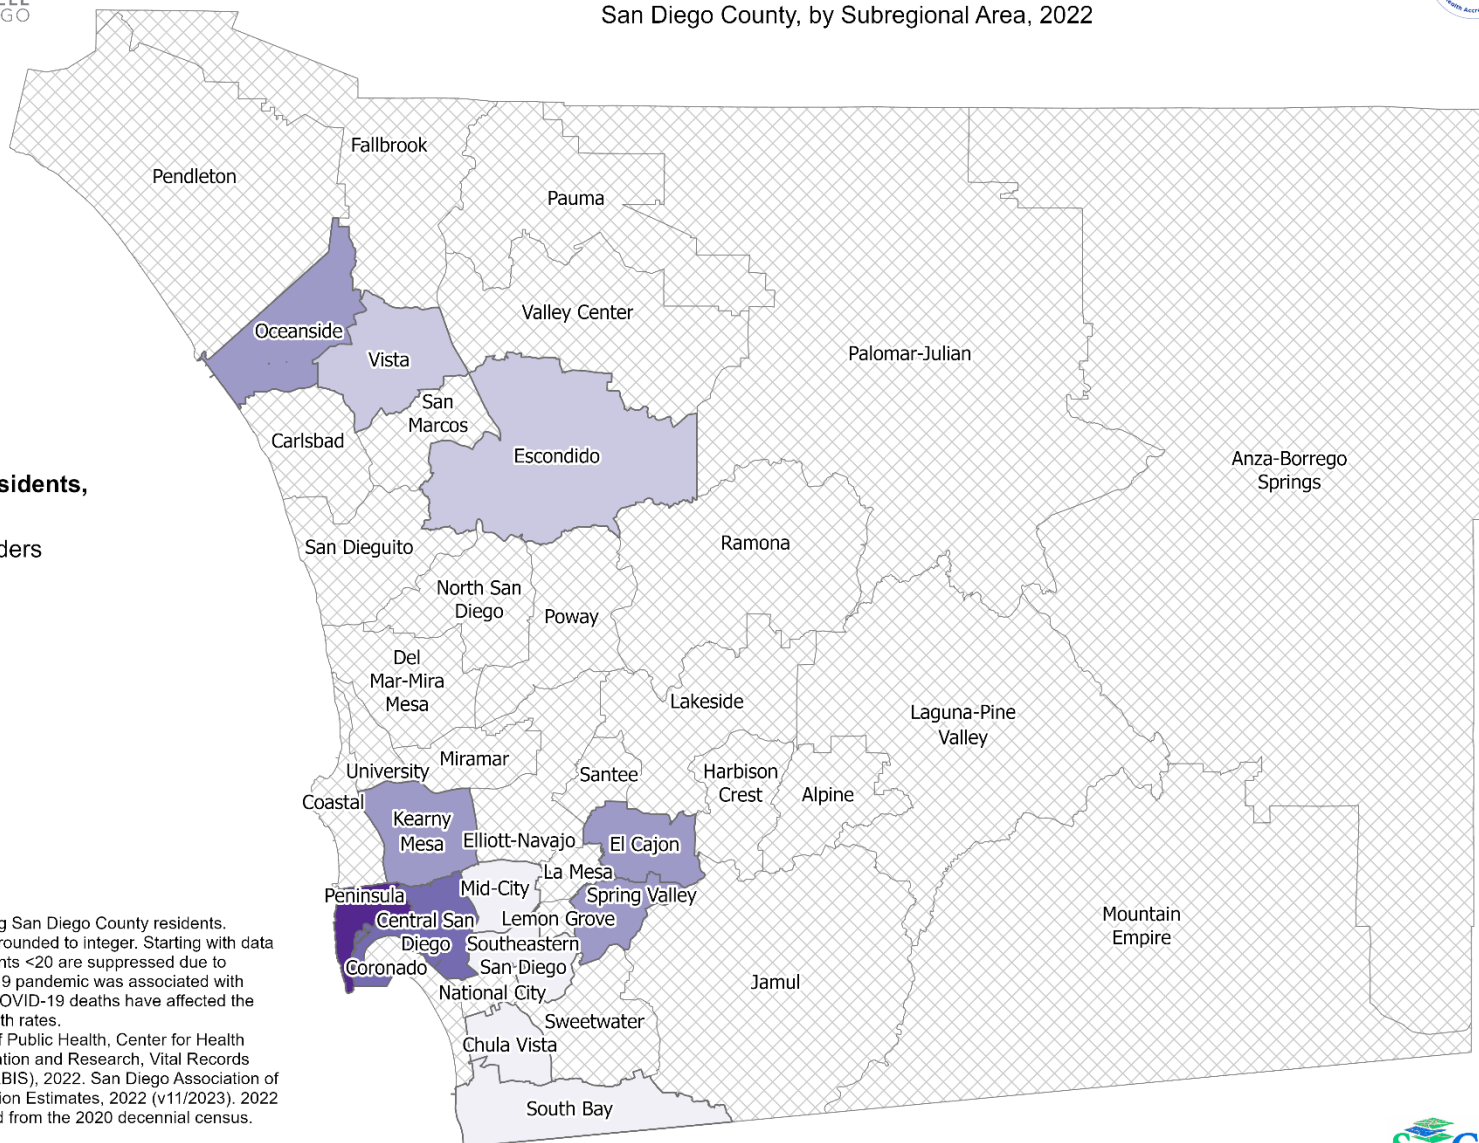 GO
San Diego County, by Subregional Area, 2022
Fallbrook
Pendleton
Pauma
Oceanside
Valley Center
Vista
Palomar-Julian
San
Marcos
Carlsbad
Escondido
Anza-Borrego
Springs
sidents,
San Dieguito
ders
Ramona
North San
Diego
Poway
Del
Mar-Mira
Mesa
Lakeside
Laguna-Pine
Valley
Miramar
University
Santee
Harbison
Crest
Alpine
Coastal
Kearny
Mesa
Elliott-Navajo
El Cajon
La Mesa
Mid-City
Peninsula
Spring Valley
Central San
Diego
Lemon Grove
Mountain
Empire
Southeastern
San Diego
Coronado
Jamul
National City
Sweetwater
Chula Vista
South Bay
g San Diego County residents.
rounded to integer. Starting with data
nts <20 are suppressed due to
9 pandemic was associated with
OVID-19 deaths have affected the
th rates.
f Public Health, Center for Health
ation and Research, Vital Records
BIS), 2022. San Diego Association of
ion Estimates, 2022 (v11/2023). 2022
d from the 2020 decennial census.